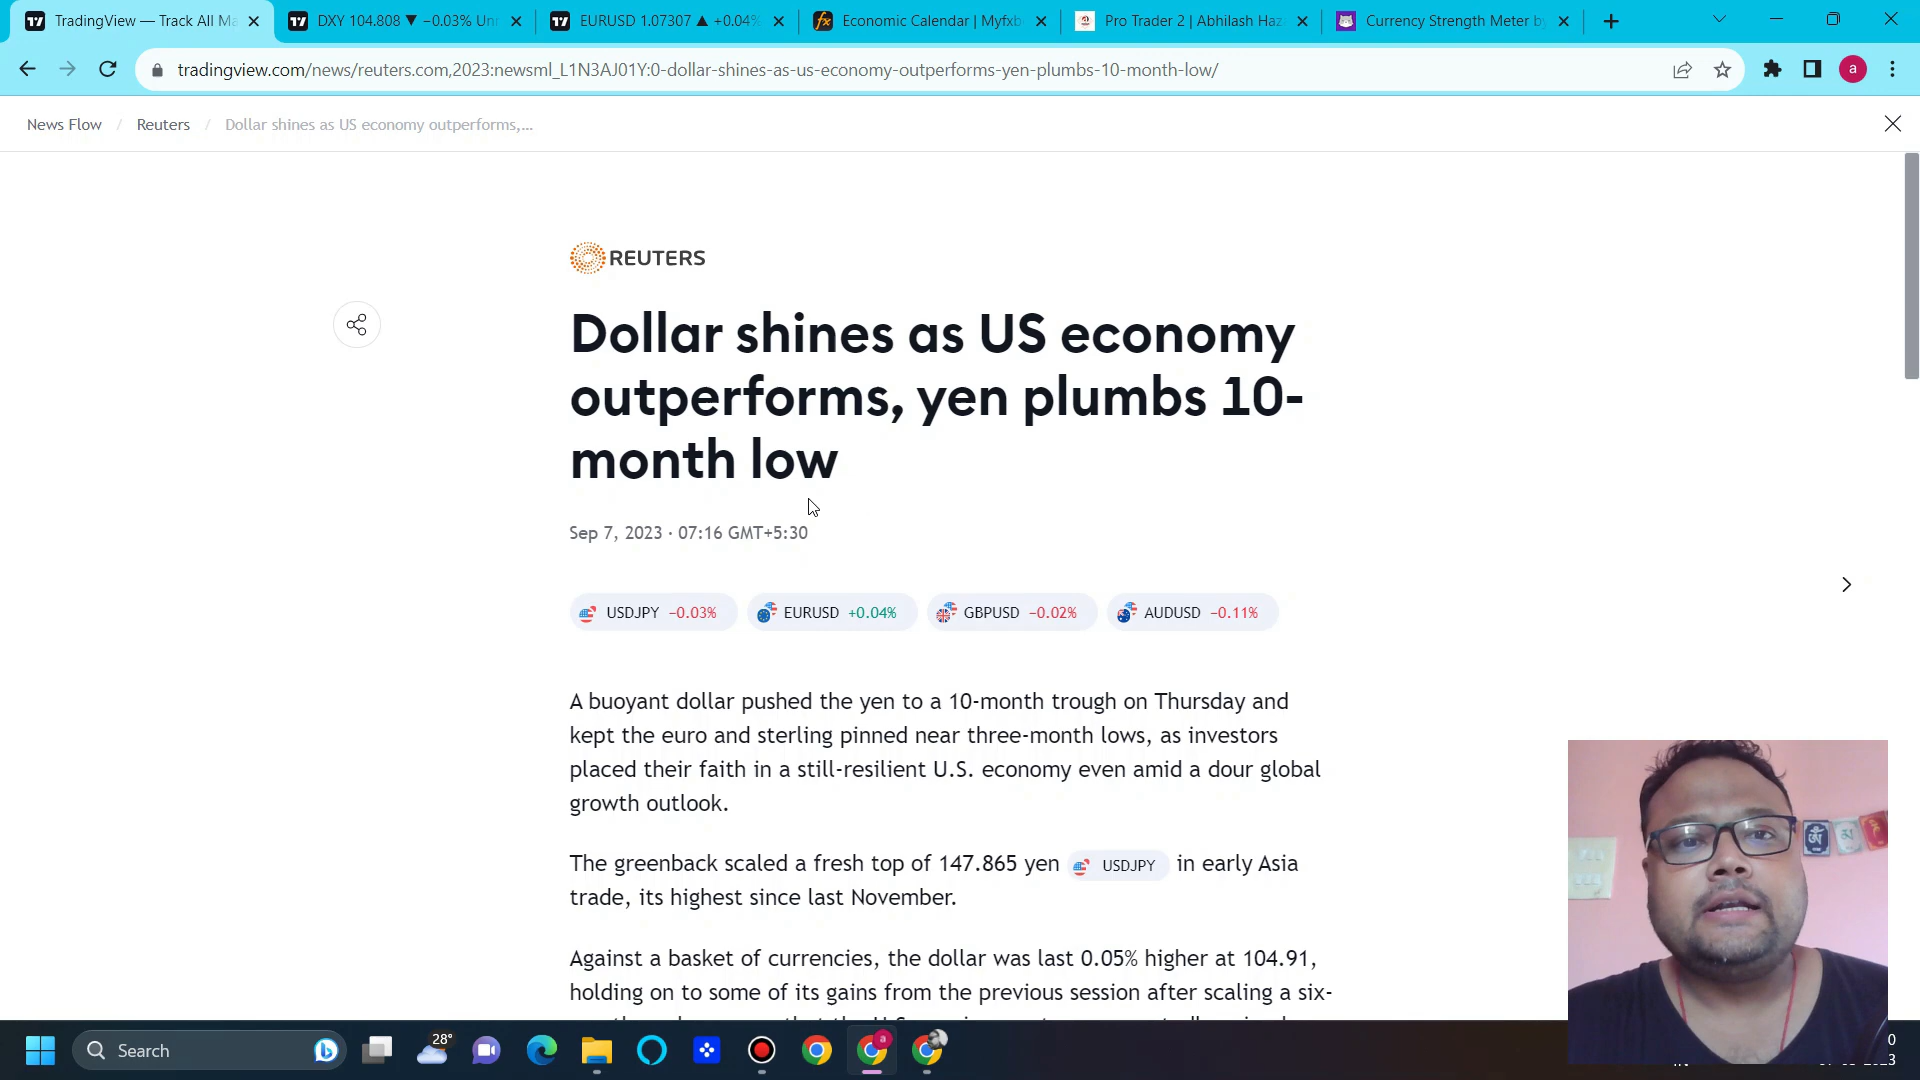 TradingView — Track All Ma
DXY 104.808 ▼ −0.03% Unn
EURUSD 1.07307 ▲ +0.04%
Economic Calendar | Myfxb
Pro Trader 2 | Abhilash Haz
Currency Strength Meter by
tradingview.com/news/reuters.com,2023:newsml_L1N3AJ01Y:0-dollar-shines-as-us-economy-outperforms-yen-plumbs-10-month-low/
a
News Flow / Reuters / Dollar shines as US economy outperforms,...
REUTERS
Dollar shines as US economy
outperforms, yen plumbs 10-
month low
Sep 7, 2023 · 07:16 GMT+5:30
USDJPY −0.03% EURUSD +0.04% GBPUSD −0.02% AUDUSD −0.11%
A buoyant dollar pushed the yen to a 10-month trough on Thursday and
kept the euro and sterling pinned near three-month lows, as investors
placed their faith in a still-resilient U.S. economy even amid a dour global
growth outlook.
The greenback scaled a fresh top of 147.865 yen USDJPY in early Asia
trade, its highest since last November.
Against a basket of currencies, the dollar was last 0.05% higher at 104.91,
holding on to some of its gains from the previous session after scaling a six-
Search
28°